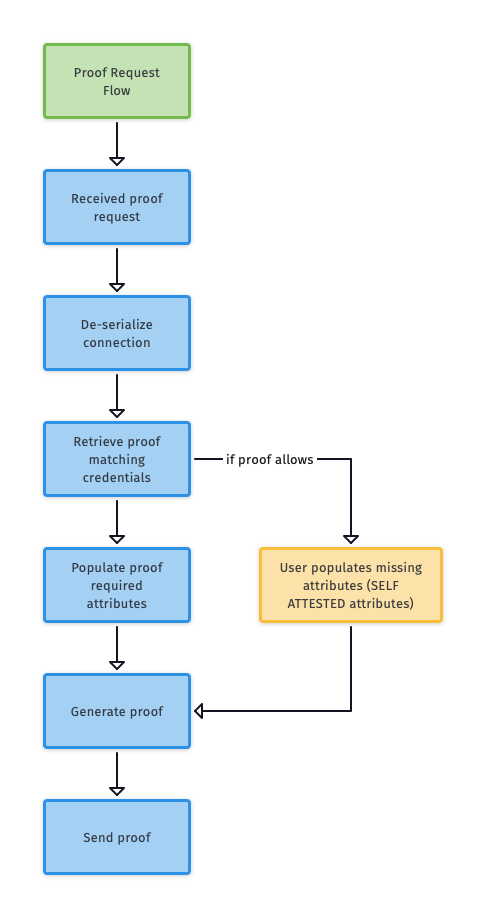 Proof Request
Flow
Received proof
request
De-serialize
connection
Retrieve proof
matching
credentials
if proof allows
Populate proof
required
attributes
User populates missing
attributes (SELF
ATTESTED attributes)
Generate proof
Send proof